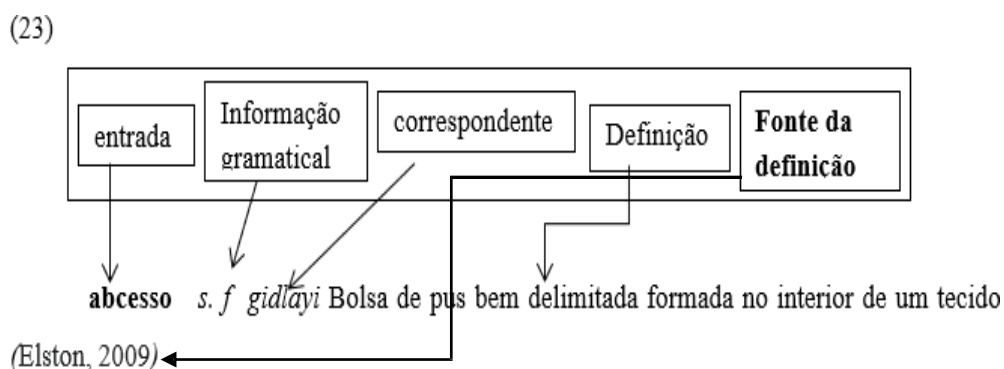 (23)
entrada
Informação
gramatical
correspondente
Definição
Fonte da
definição
abcesso s. f gidlayi Bolsa de pus bem delimitada formada no interior de um tecido
(Elston, 2009)